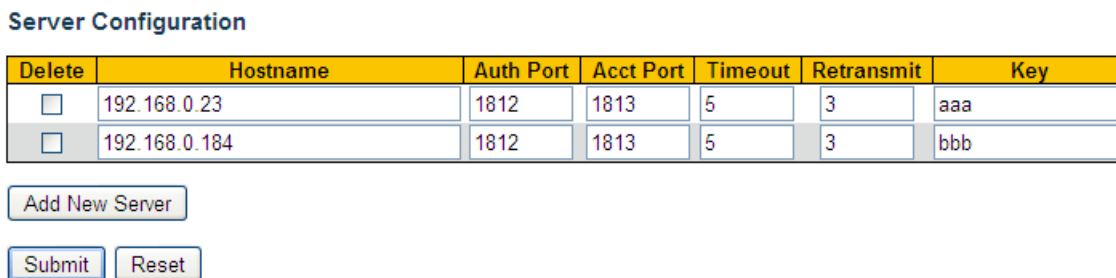 Server Configuration
Delete Hostname Auth Port Acct Port Timeout Retransmit Key
192.168.0.23 1812 1813 5 3 aaa
192.168.0.184 1812 1813 5 3 bbb
Add New Server
Submit Reset